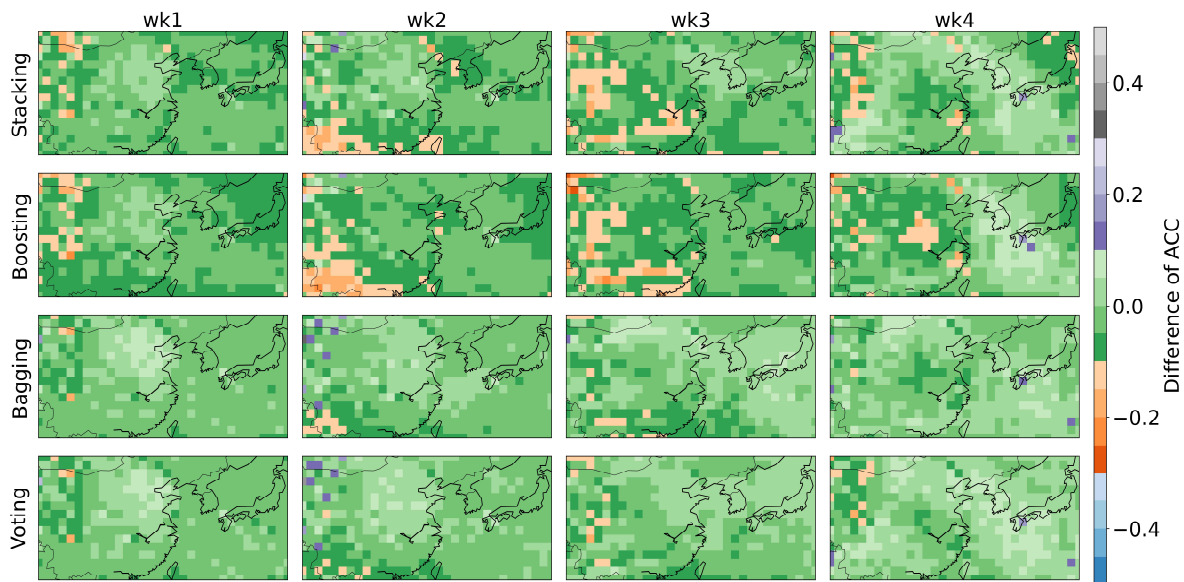 wk1 wk2 wk3 wk4
Stacking
Boosting
Bagging
Voting
0.4
0.2
0.0
−0.2
−0.4
Difference of ACC